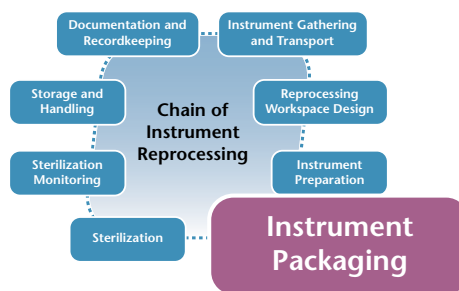 Documentation and
Recordkeeping
Instrument Gathering
and Transport
Storage and
Handling
Chain of
Instrument
Reprocessing
Reprocessing
Workspace Design
Sterilization
Monitoring
Instrument
Preparation
Sterilization
Instrument
Packaging